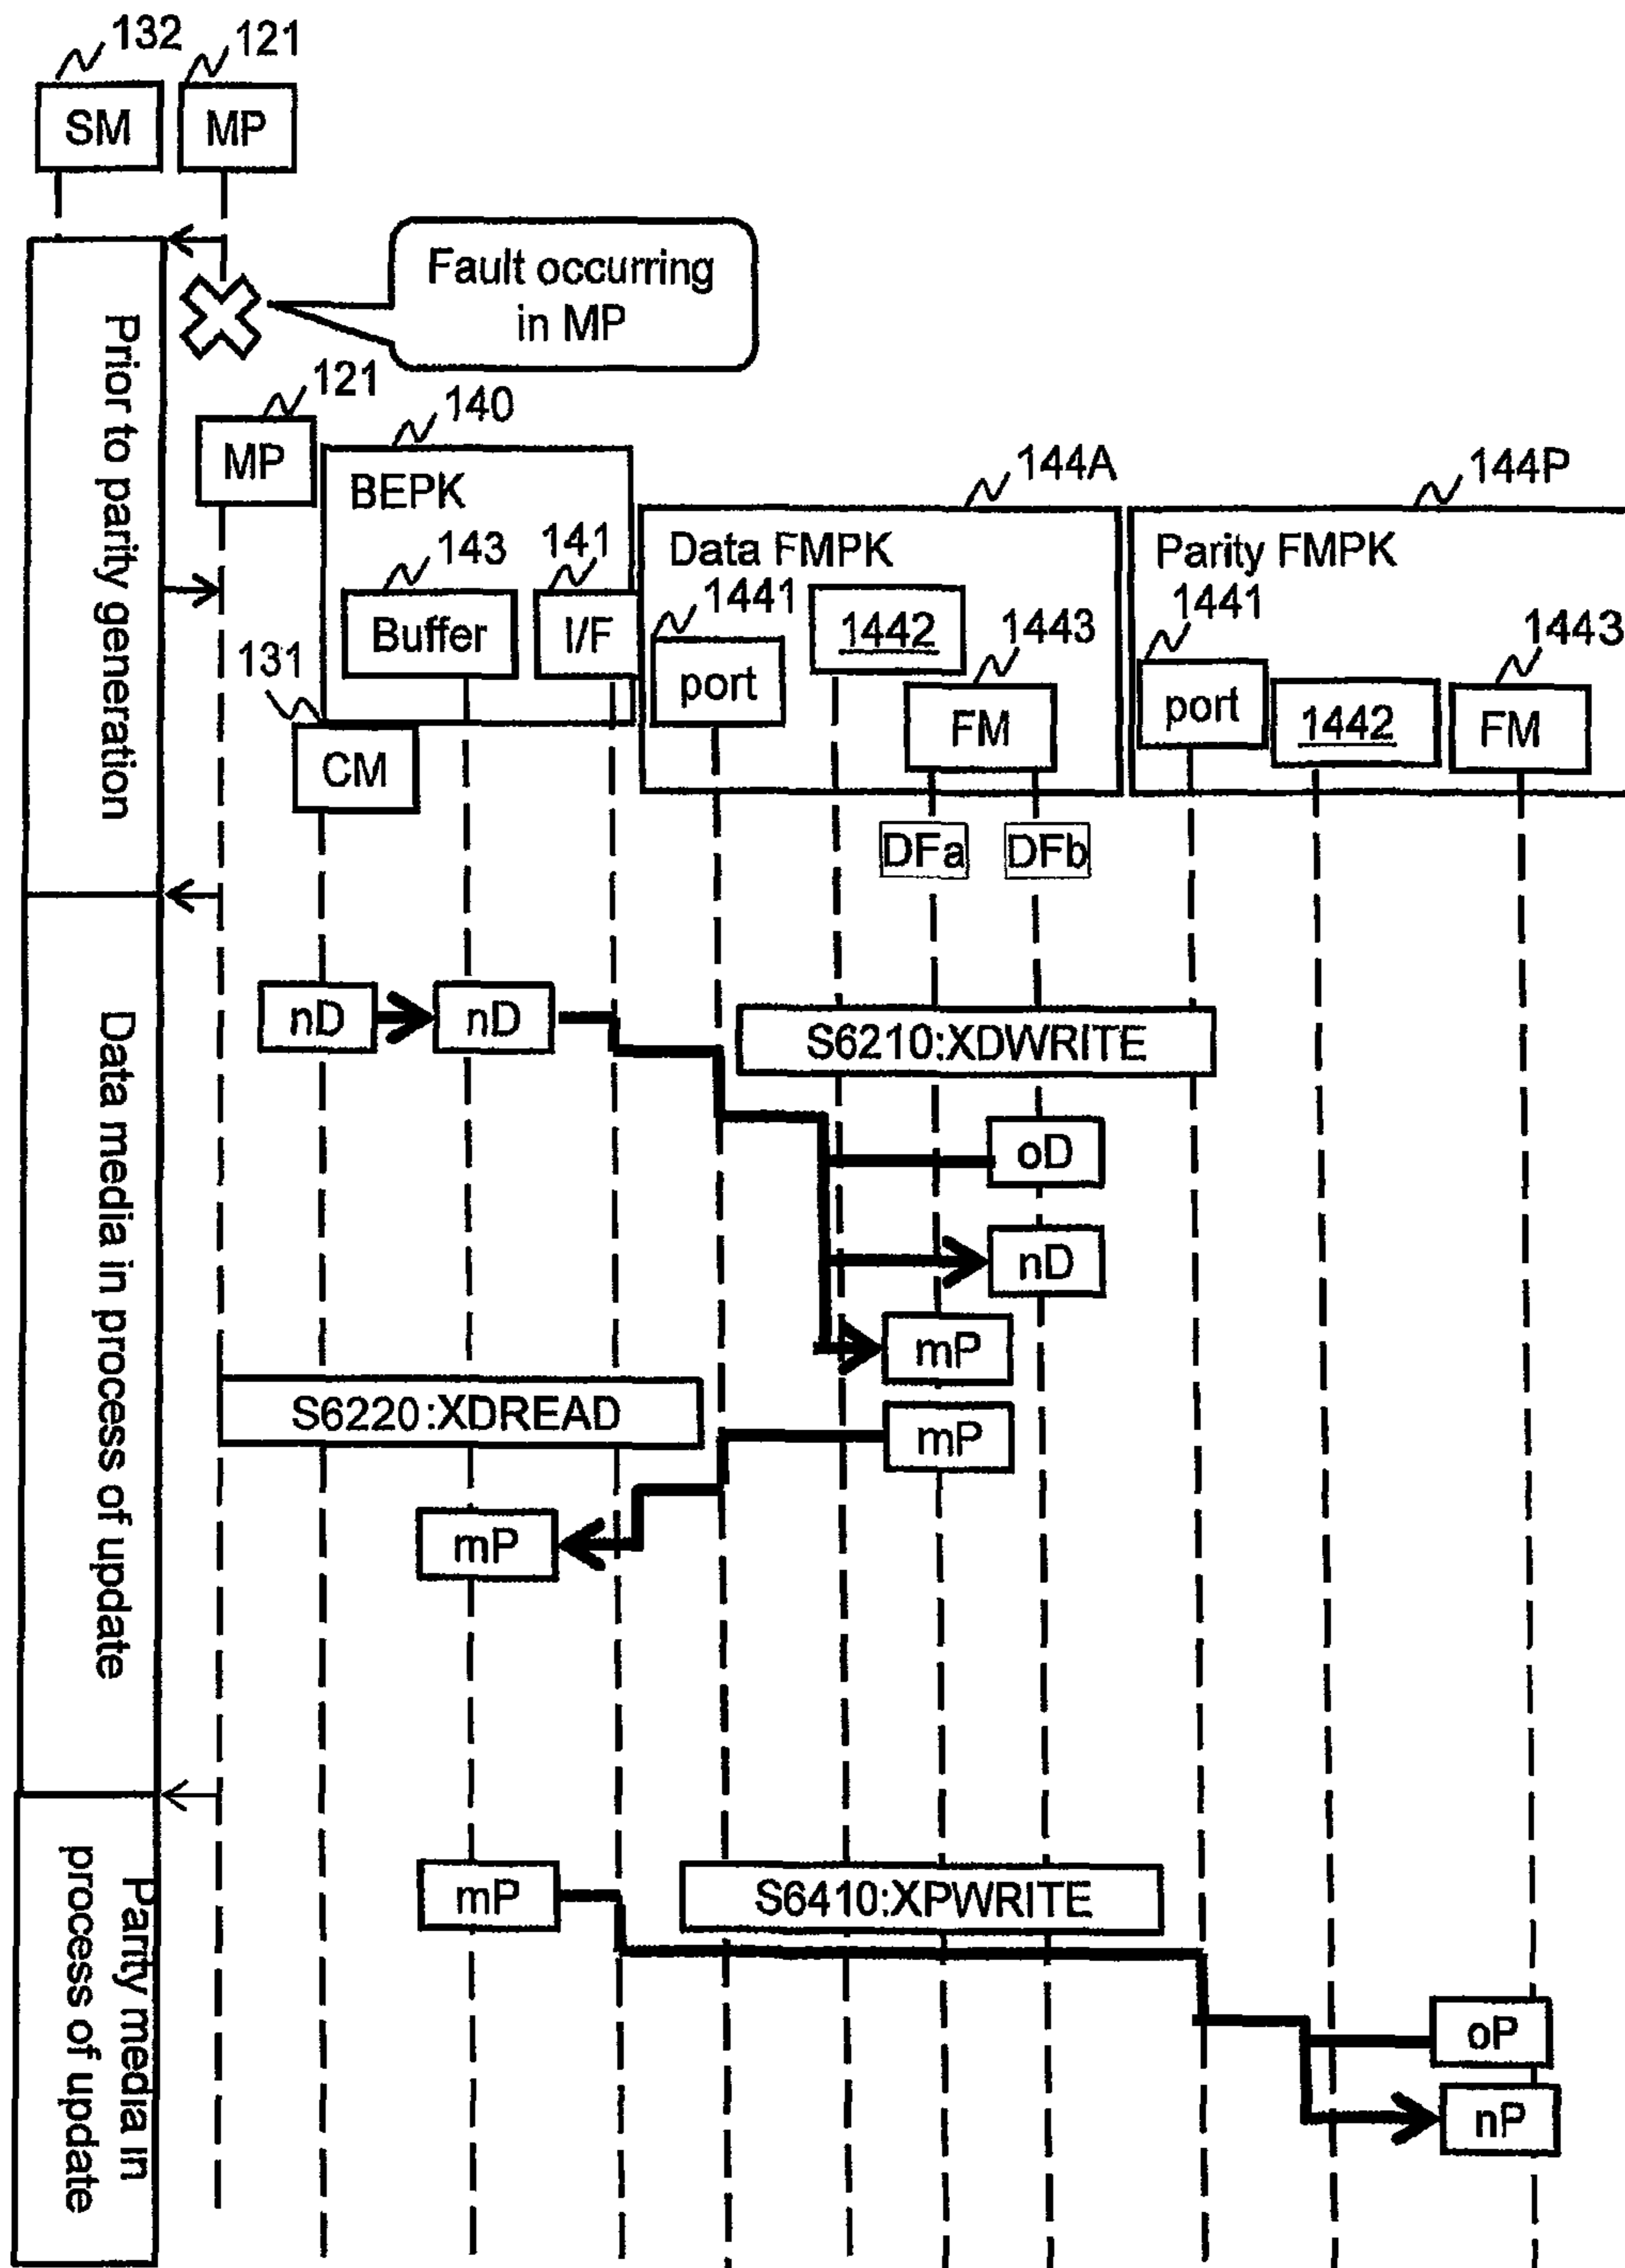 132
121
SM
MP
Fault occurring
in MP
Prior to parity generation
121
140
144A
144P
MP
BEPK
Data FMPK
Parity FMPK
143
141
1441
1442
1443
1441
1443
Buffer
I/F
port
FM
port
1442
FM
131
CM
DFa
DFb
Data media in process of update
nD
nD
S6210:XDWRITE
oD
nD
mP
S6220:XDREAD
mP
mP
Parity media in
process of update
mP
S6410:XPWRITE
oP
nP